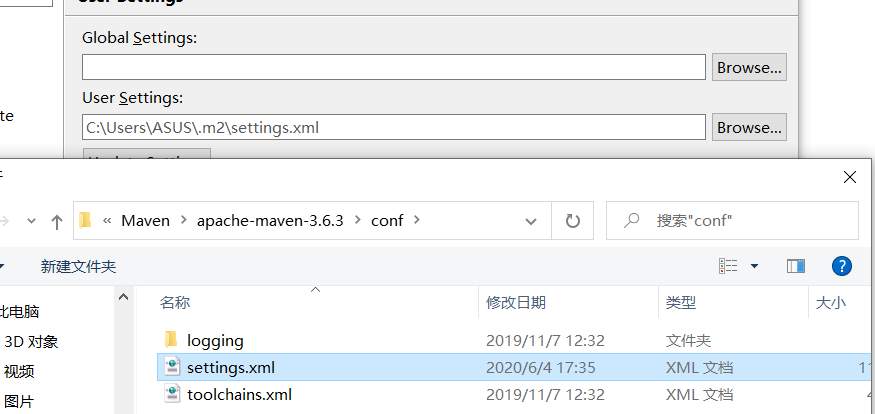 User Settings
Global Settings:
Browse...
User Settings:
C:\Users\ASUS\.m2\settings.xml
Browse...
« Maven > apache-maven-3.6.3 > conf >
搜索"conf"
新建文件夹
名称 修改日期 类型 大小
此电脑
3D 对象
视频
图片
logging 2019/11/7 12:32 文件夹
settings.xml 2020/6/4 17:35 XML 文档 11
toolchains.xml 2019/11/7 12:32 XML 文档